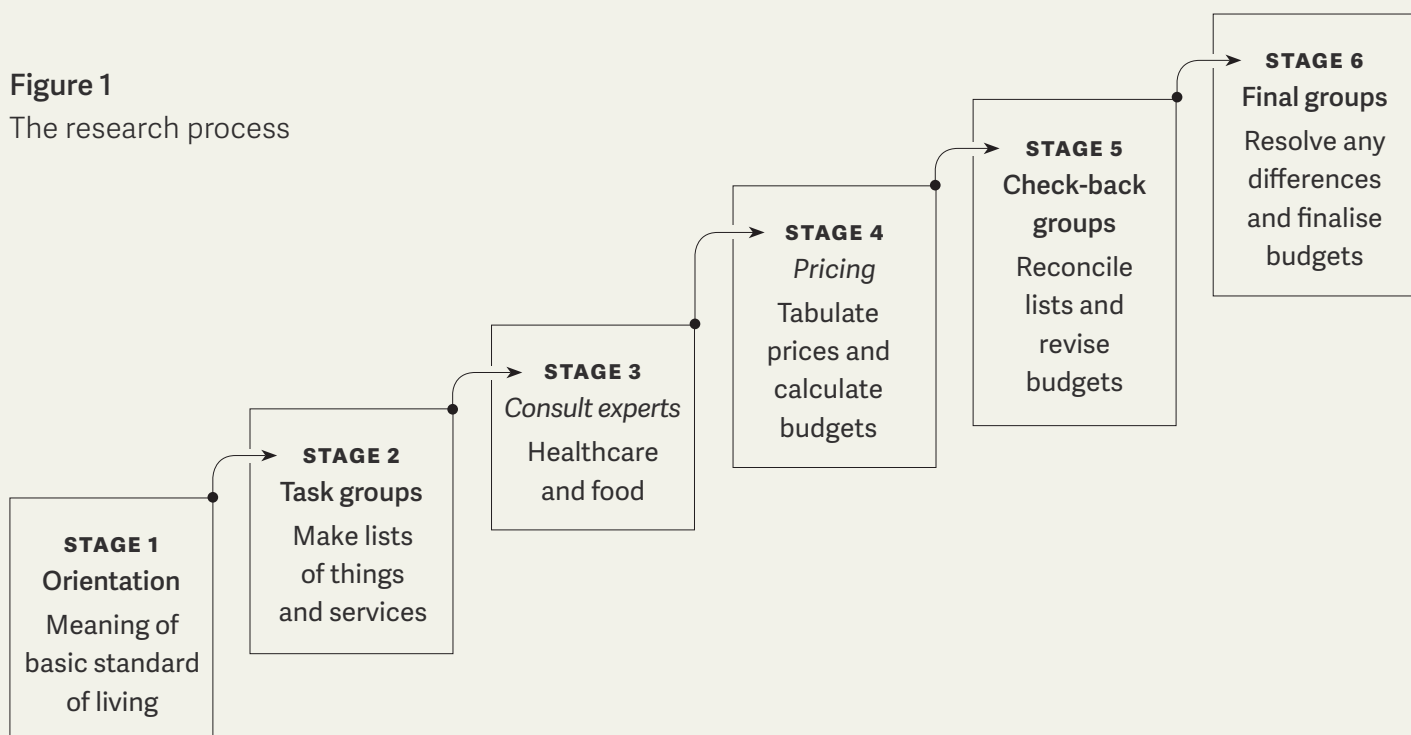 Figure 1
The research process
STAGE 1
Orientation
Meaning of
basic standard
of living
STAGE 2
Task groups
Make lists
of things
and services
STAGE 3
Consult experts
Healthcare
and food
STAGE 4
Pricing
Tabulate
prices and
calculate
budgets
STAGE 5
Check-back
groups
Reconcile
lists and
revise
budgets
STAGE 6
Final groups
Resolve any
differences
and finalise
budgets